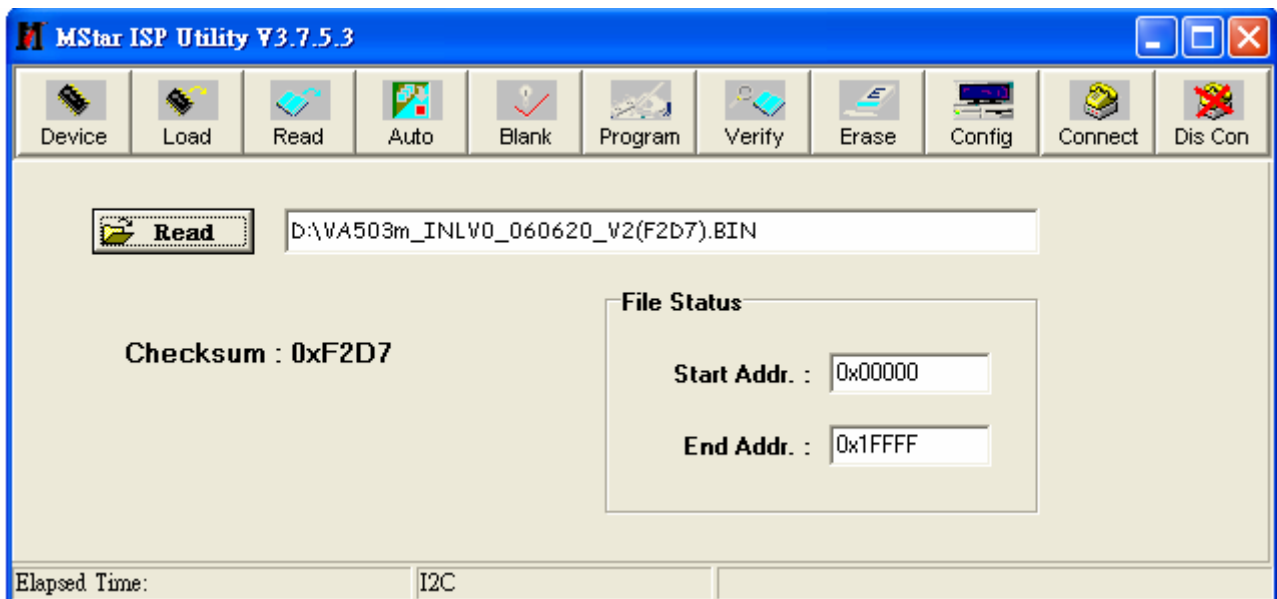 MStar ISP Utility V3.7.5.3
Device Load Read Auto Blank Program Verify Erase Config Connect Dis Con
Read D:\VA503m_INLV0_060620_V2(F2D7).BIN
File Status
Checksum : 0xF2D7
Start Addr. : 0x00000
End Addr. : 0x1FFFF
Elapsed Time: I2C